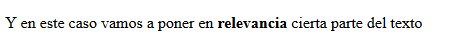 Y en este caso vamos a poner en relevancia cierta parte del texto